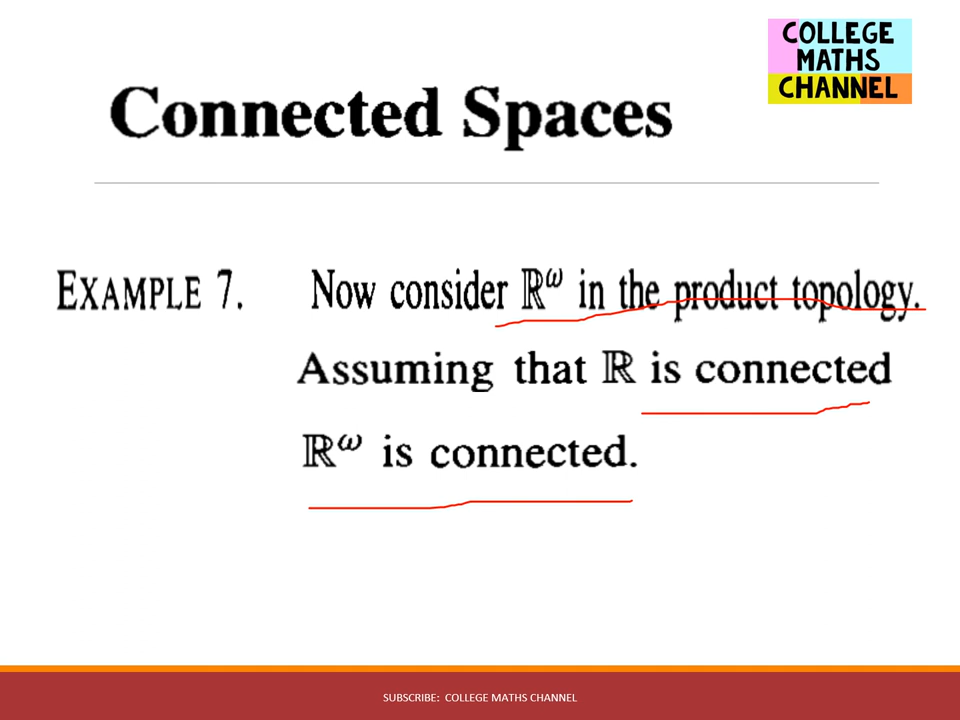 COLLEGE
MATHS
CHANNEL
Connected Spaces
EXAMPLE 7. Now consider ℝ^ω in the product topology.
Assuming that ℝ is connected
ℝ^ω is connected.
SUBSCRIBE: COLLEGE MATHS CHANNEL